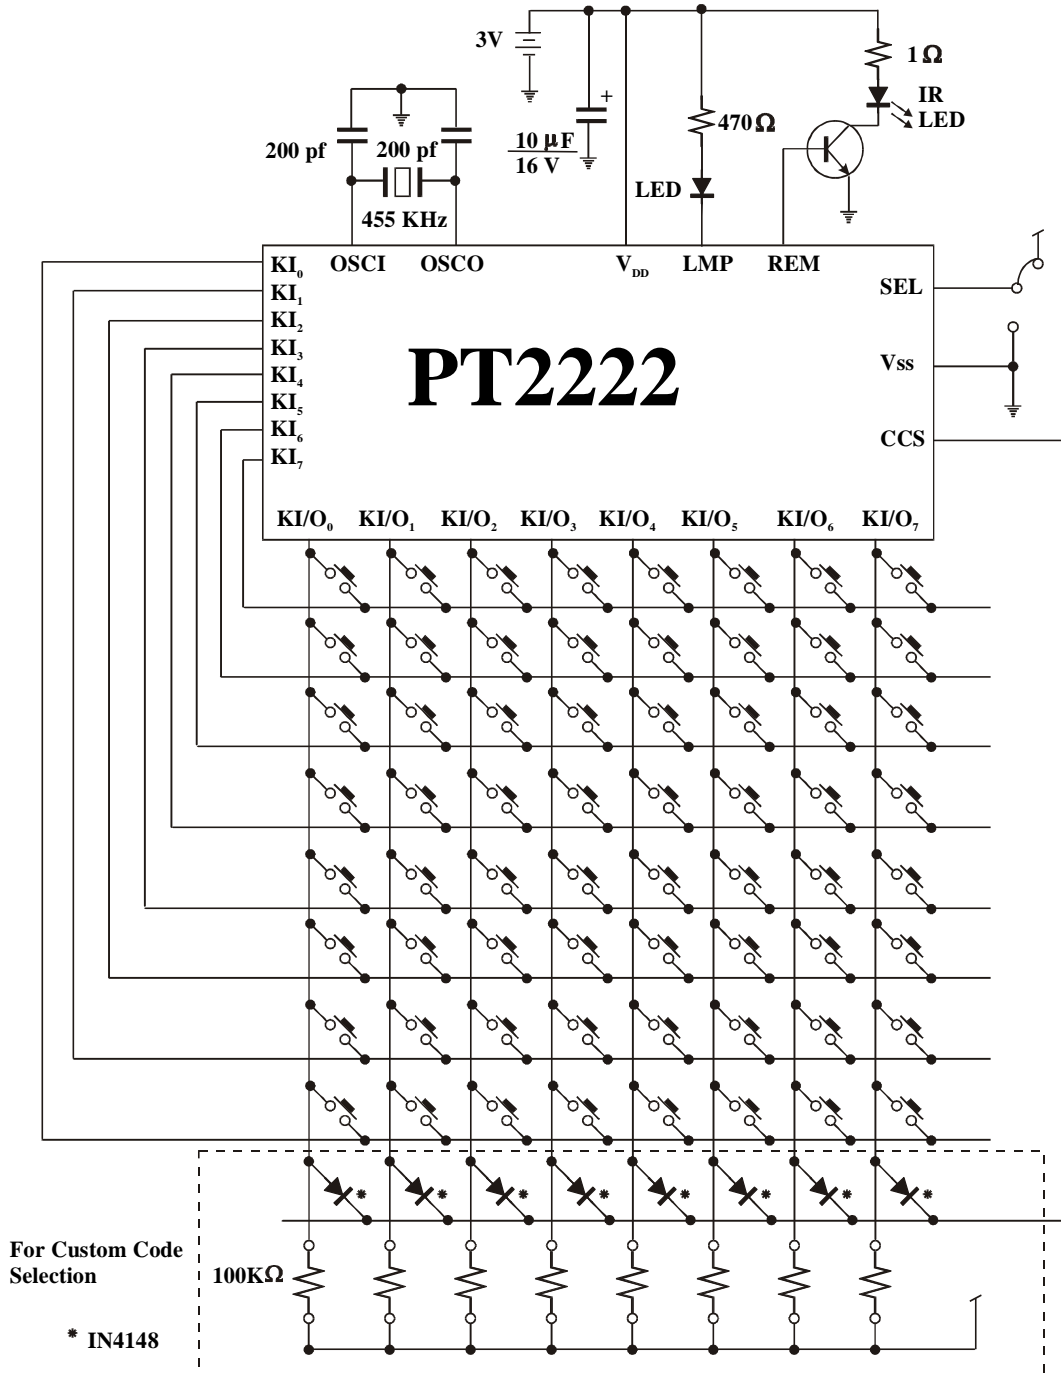 3V
1Ω
IR
LED
+
200 pf
200 pf
10 μF
16 V
470Ω
LED
455 KHz
KI₀
OSCI
OSCO
V_DD
LMP
REM
SEL
KI₁
KI₂
KI₃
KI₄
KI₅
KI₆
KI₇
PT2222
Vss
CCS
KI/O₀ KI/O₁ KI/O₂ KI/O₃ KI/O₄ KI/O₅ KI/O₆ KI/O₇
* * * * * * * *
For Custom Code
Selection
100KΩ
* IN4148